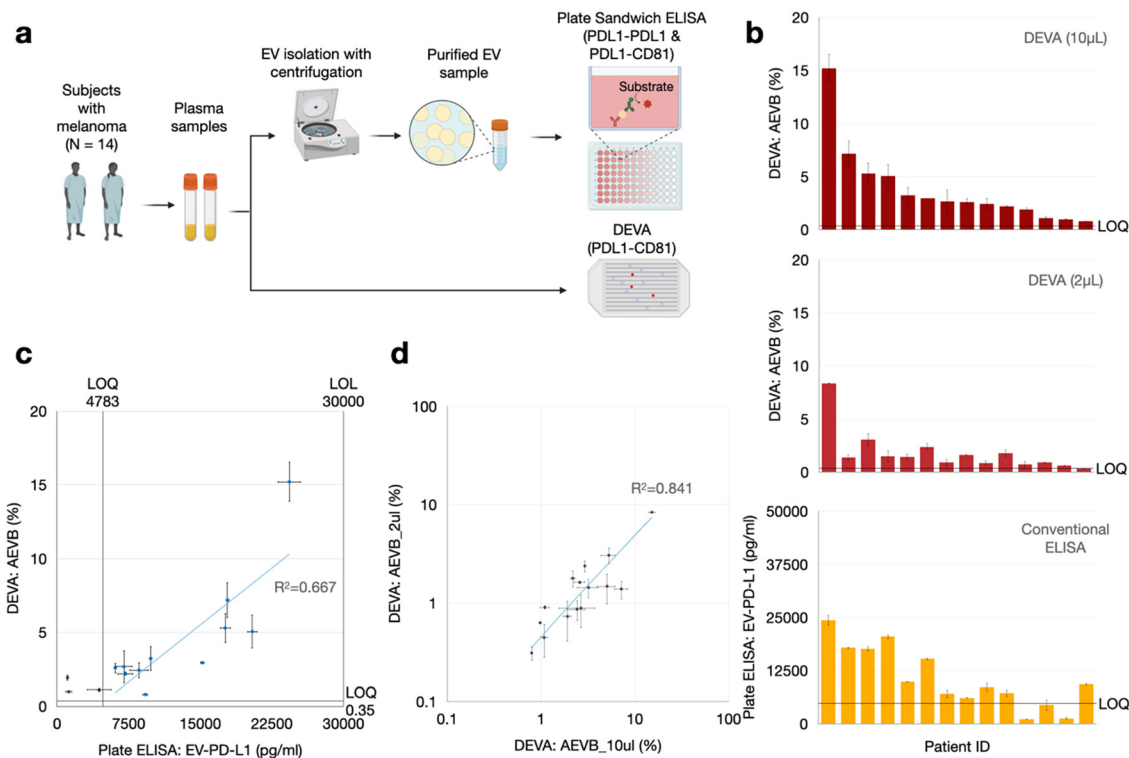 a
Subjects
with
melanoma
(N = 14)
Plasma
samples
EV isolation with
centrifugation
Purified EV
sample
Plate Sandwich ELISA
(PDL1-PDL1 &
PDL1-CD81)
Substrate
DEVA
(PDL1-CD81)
b
DEVA: AEVB (%)
20
15
10
5
0
DEVA (10μL)
LOQ
DEVA: AEVB (%)
20
15
10
5
0
DEVA (2μL)
LOQ
Plate ELISA: EV-PD-L1 (pg/ml)
50000
37500
25000
12500
0
Conventional
ELISA
LOQ
Patient ID
c
LOQ
4783
LOL
30000
DEVA: AEVB (%)
20
15
10
5
0
R²=0.667
LOQ
0.35
0
7500
15000
22500
30000
Plate ELISA: EV-PD-L1 (pg/ml)
d
DEVA: AEVB_2ul (%)
100
10
1
0.1
R²=0.841
0.1
1
10
100
DEVA: AEVB_10ul (%)